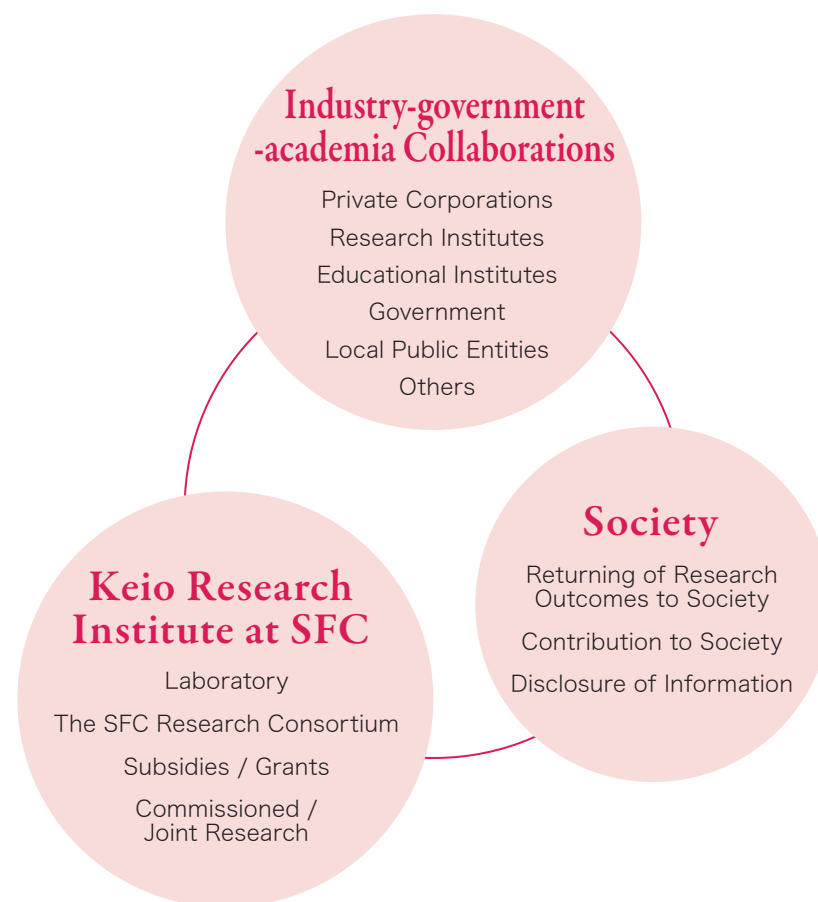 Industry-government
-academia Collaborations
Private Corporations
Research Institutes
Educational Institutes
Government
Local Public Entities
Others
Society
Returning of Research
Outcomes to Society
Contribution to Society
Disclosure of Information
Keio Research
Institute at SFC
Laboratory
The SFC Research Consortium
Subsidies / Grants
Commissioned /
Joint Research